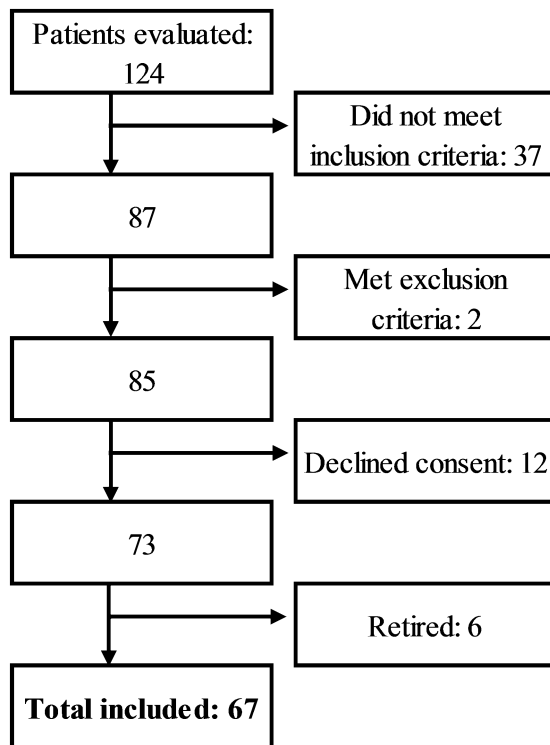 Patients evaluated:
124
Did not meet
inclusion criteria: 37
87
Met exclusion
criteria: 2
85
Declined consent: 12
73
Retired: 6
Total included: 67